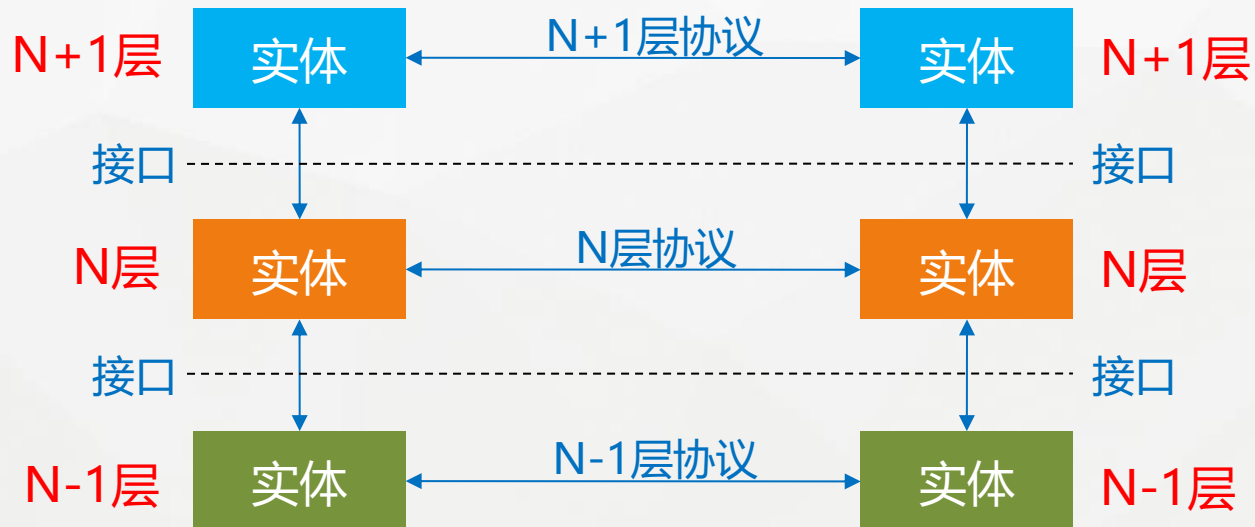 N+1层 实体 N+1层协议 实体 N+1层
接口 接口
N层 实体 N层协议 实体 N层
接口 接口
N-1层 实体 N-1层协议 实体 N-1层